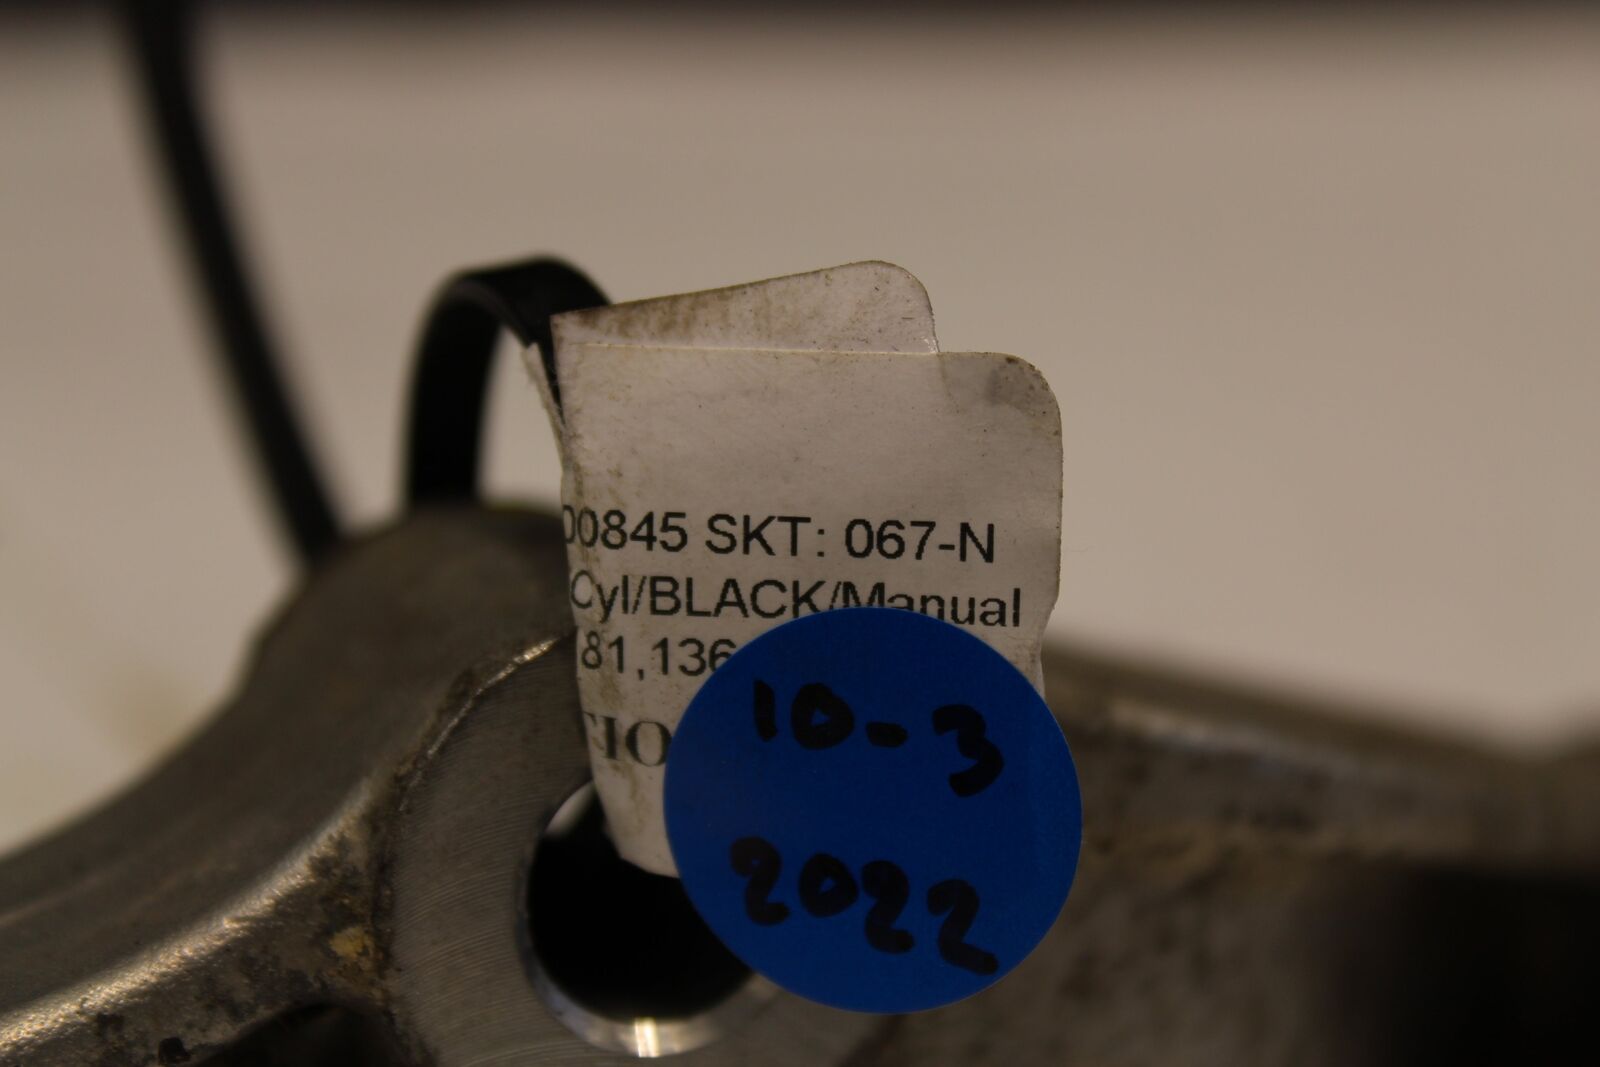 00845 SKT: 067-N
Cyl/BLACK/Manual
81,136
10-3
2022